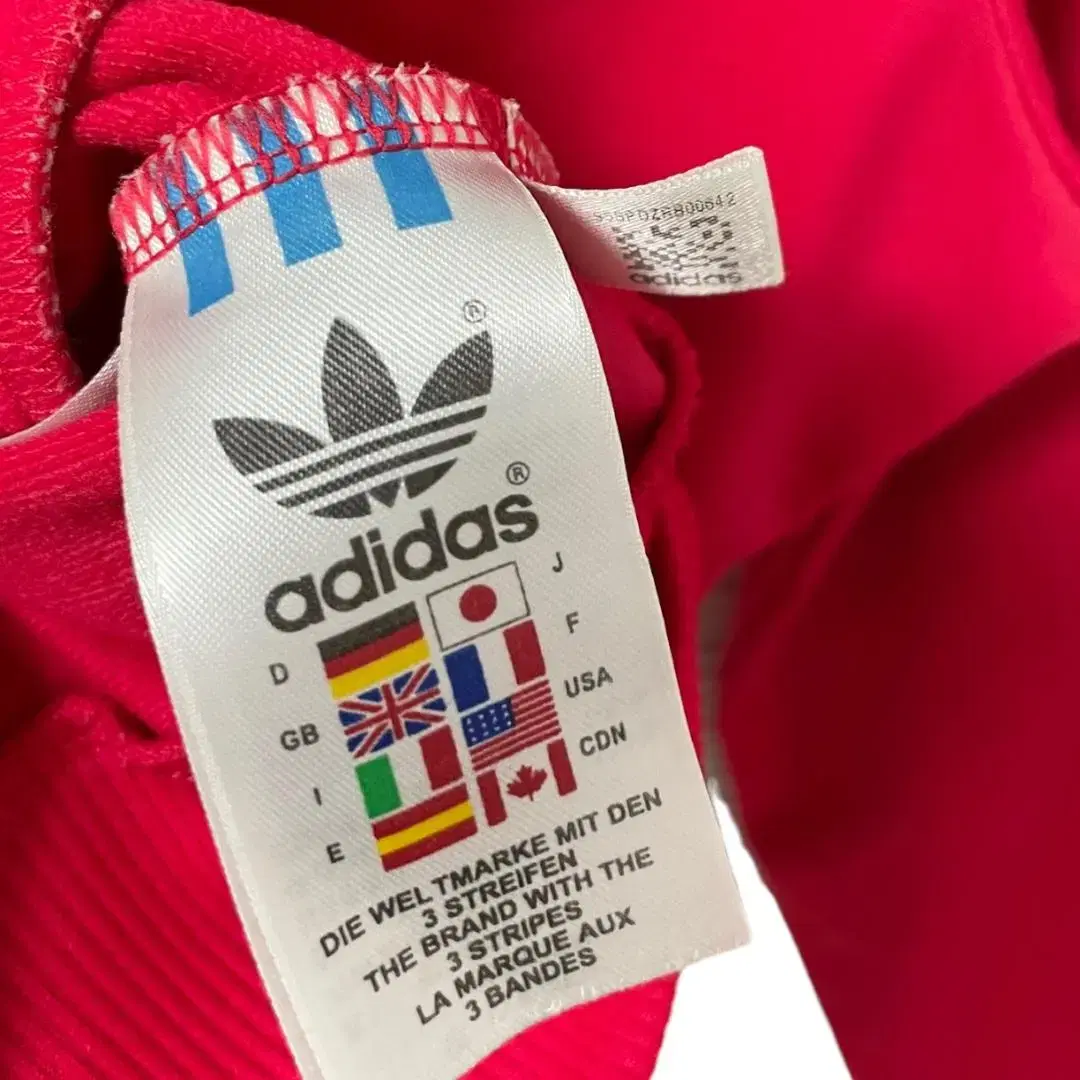 adidas
®
®
adidas
J
D
F
GB
USA
I
CDN
E
DIE WELTMARKE MIT DEN
3 STREIFEN
THE BRAND WITH THE
3 STRIPES
LA MARQUE AUX
3 BANDES